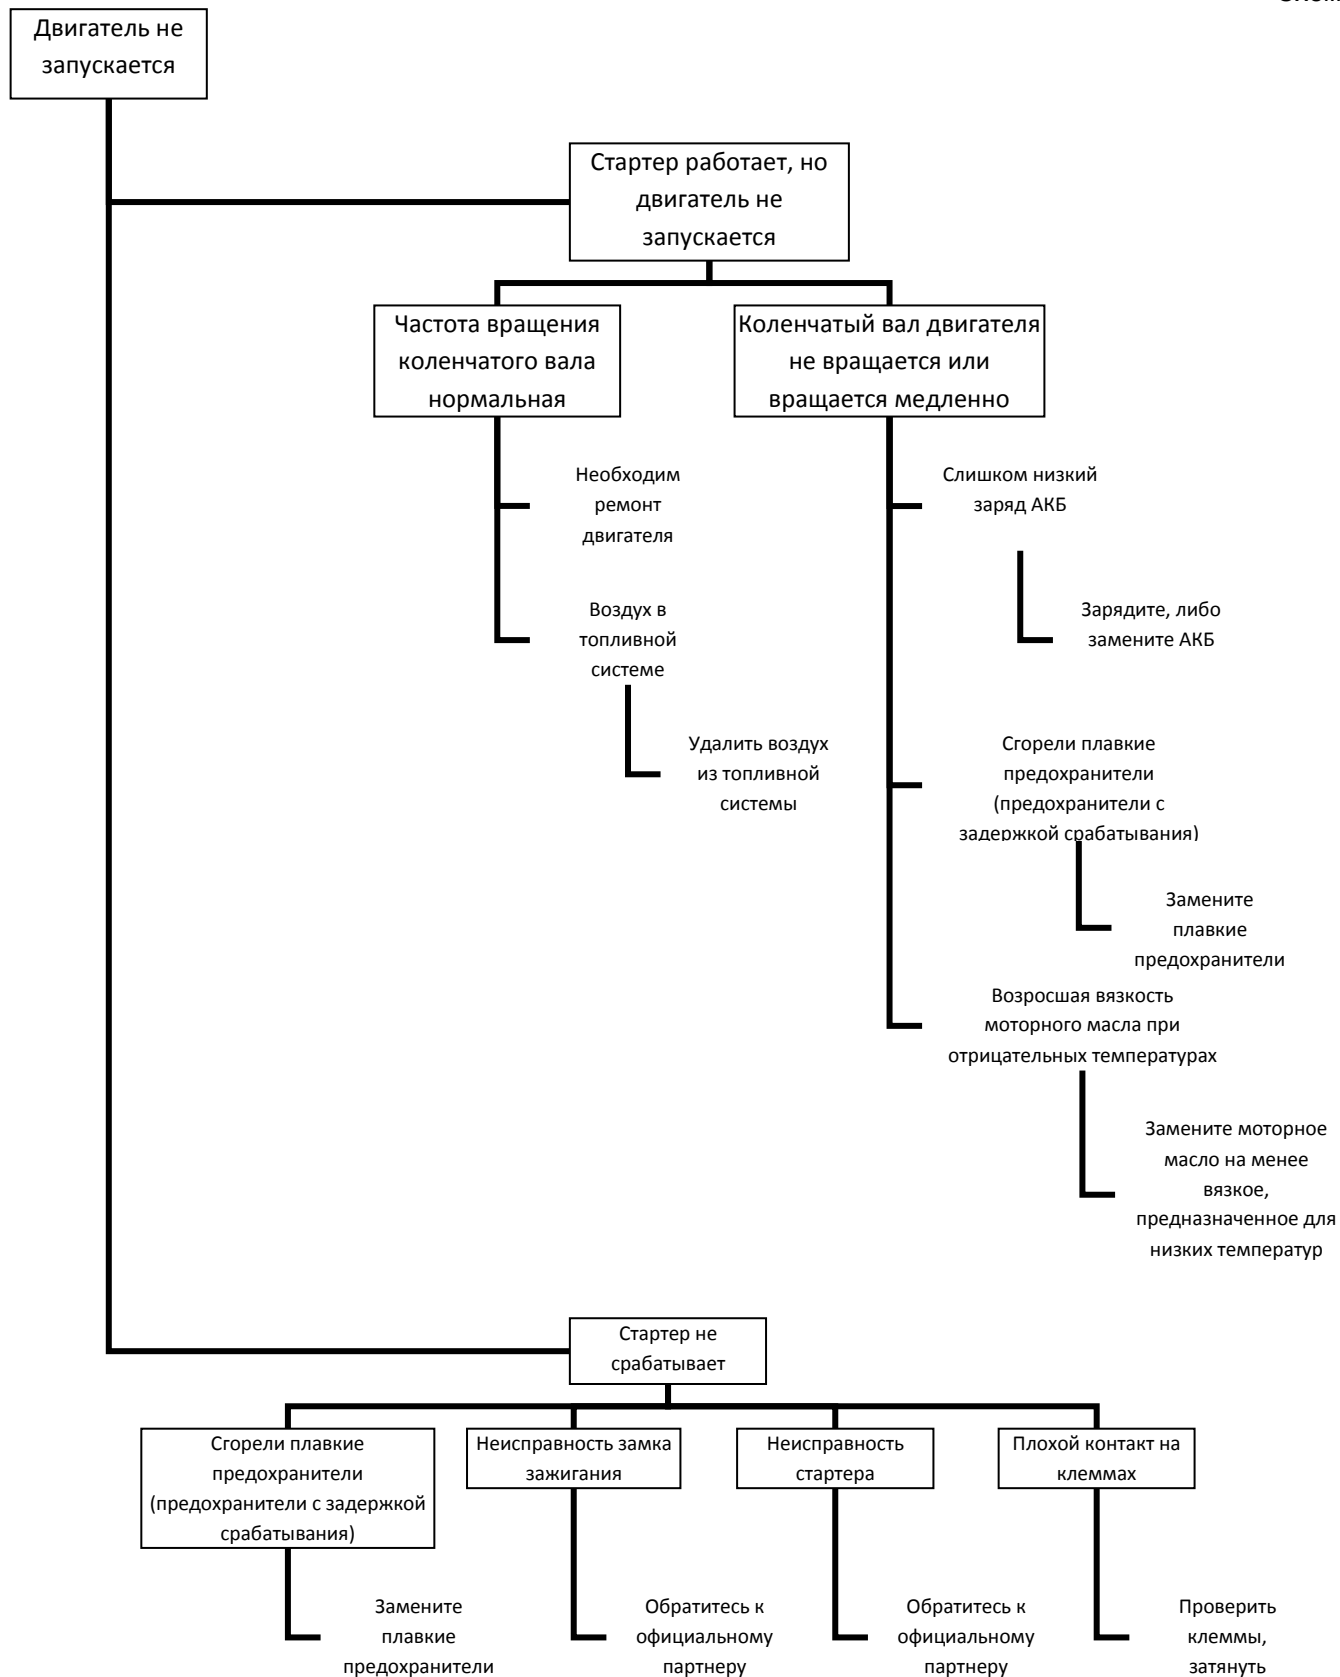 Двигатель не
запускается
Стартер работает, но
двигатель не
запускается
Частота вращения
коленчатого вала
нормальная
Коленчатый вал двигателя
не вращается или
вращается медленно
Необходим
ремонт
двигателя
Слишком низкий
заряд АКБ
Воздух в
топливной
системе
Зарядите, либо
замените АКБ
Удалить воздух
из топливной
системы
Сгорели плавкие
предохранители
(предохранители с
задержкой срабатывания)
Замените
плавкие
предохранители
Возросшая вязкость
моторного масла при
отрицательных температурах
Замените моторное
масло на менее
вязкое,
предназначенное для
низких температур
Стартер не
срабатывает
Сгорели плавкие
предохранители
(предохранители с задержкой
срабатывания)
Неисправность замка
зажигания
Неисправность
стартера
Плохой контакт на
клеммах
Замените
плавкие
предохранители
Обратитесь к
официальному
партнеру
Обратитесь к
официальному
партнеру
Проверить
клеммы,
затянуть